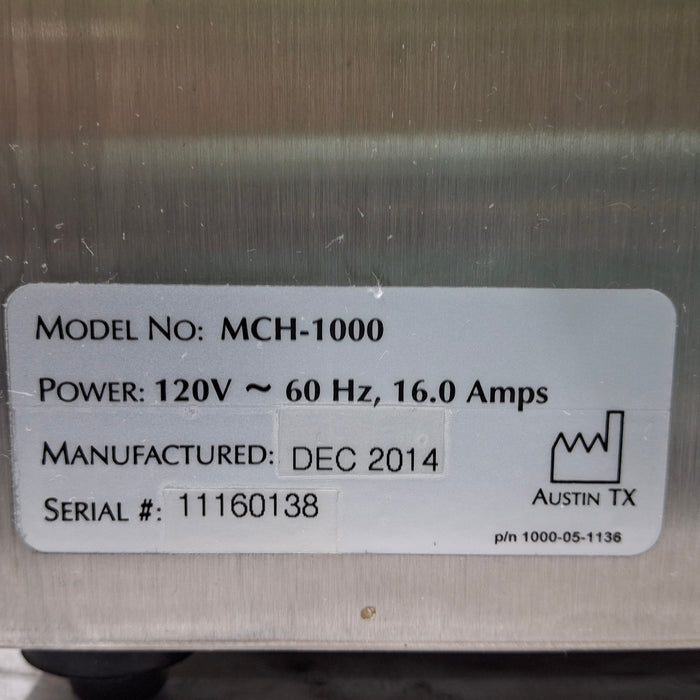 MODEL NO: MCH-1000
POWER: 120V ~ 60 Hz, 16.0 Amps
MANUFACTURED: DEC 2014
SERIAL #: 11160138
AUSTIN TX
p/n 1000-05-1136